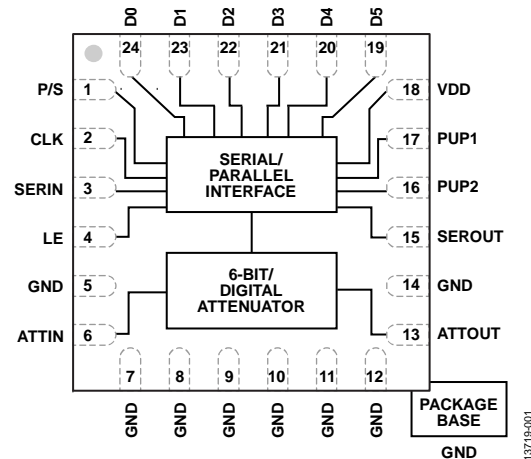 D0 D1 D2 D3 D4 D5
24 23 22 21 20 19
P/S 1 18 VDD
CLK 2 17 PUP1
SERIN 3 16 PUP2
LE 4 15 SEROUT
GND 5 14 GND
ATTIN 6 13 ATTOUT
SERIAL/
PARALLEL
INTERFACE
6-BIT/
DIGITAL
ATTENUATOR
7 8 9 10 11 12
GND GND GND GND GND GND
PACKAGE
BASE
GND
13719-001